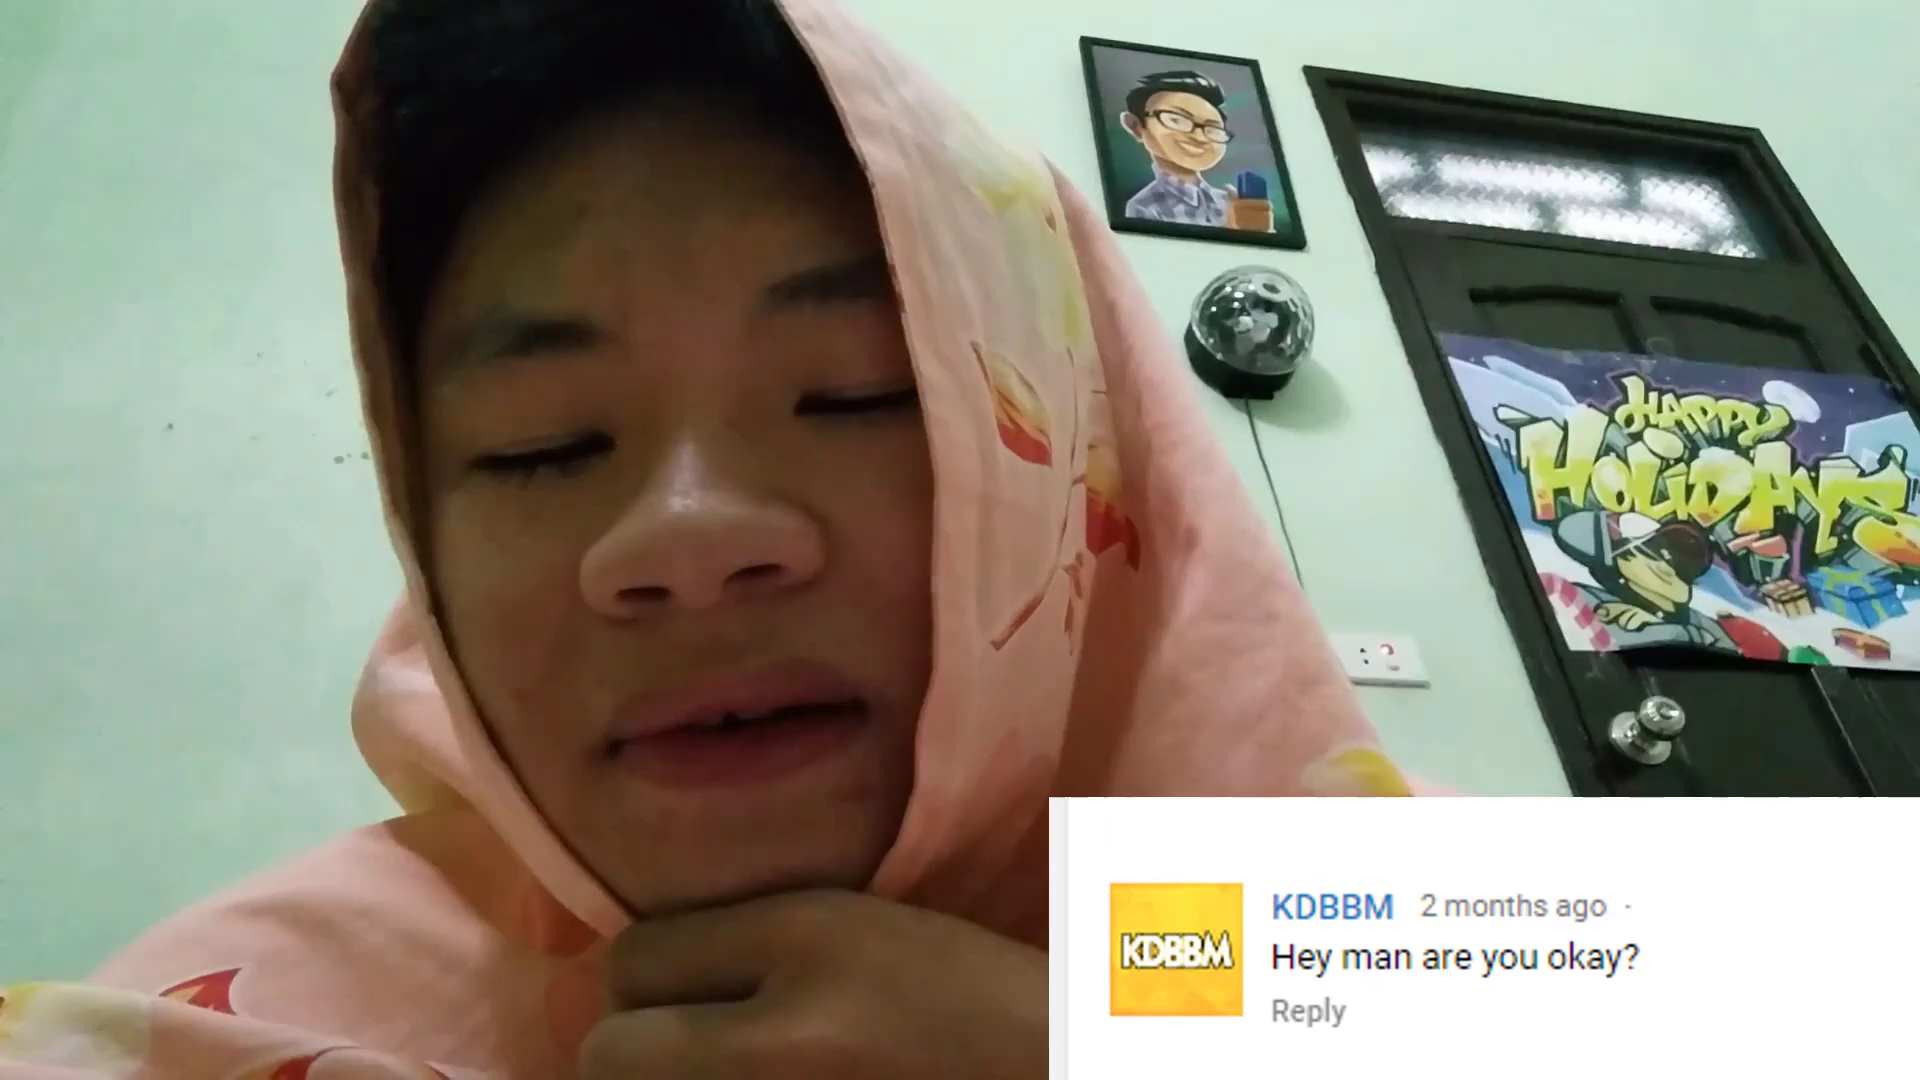 HAPPY
HOLIDAYS
KDBBM
KDBBM 2 months ago ·
Hey man are you okay?
Reply